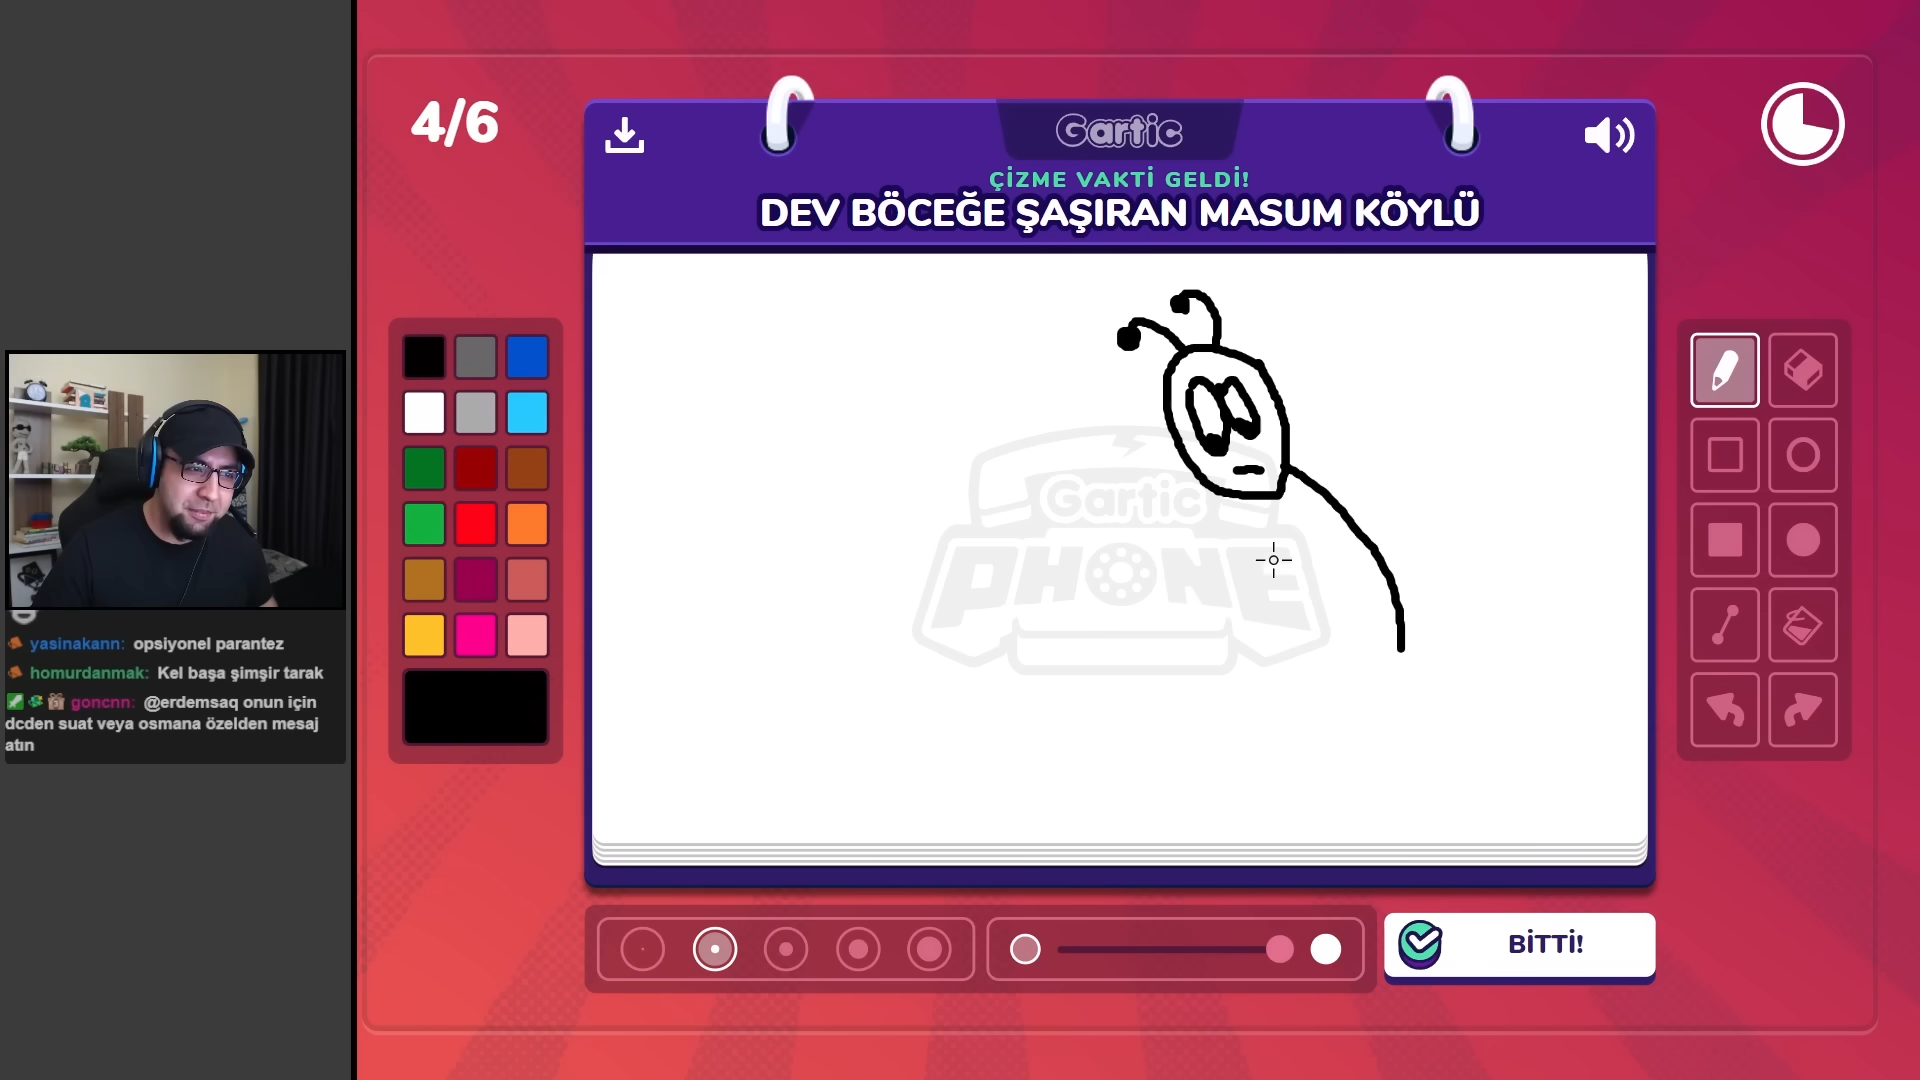 4/6
Gartic
ÇİZME VAKTİ GELDİ!
DEV BÖCEĞE ŞAŞIRAN MASUM KÖYLÜ
Gartic
PHONE
yasinakann: opsiyonel parantez
homurdanmak: Kel başa şimşir tarak
goncnn: @erdemsaq onun için
dcden suat veya osmana özelden mesaj
atın
BİTTİ!